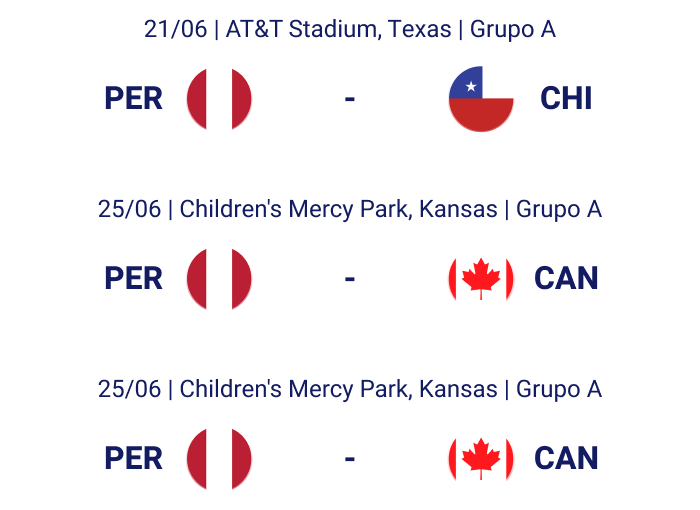 21/06 | AT&T Stadium, Texas | Grupo A
PER - CHI
25/06 | Children's Mercy Park, Kansas | Grupo A
PER - CAN
25/06 | Children's Mercy Park, Kansas | Grupo A
PER - CAN